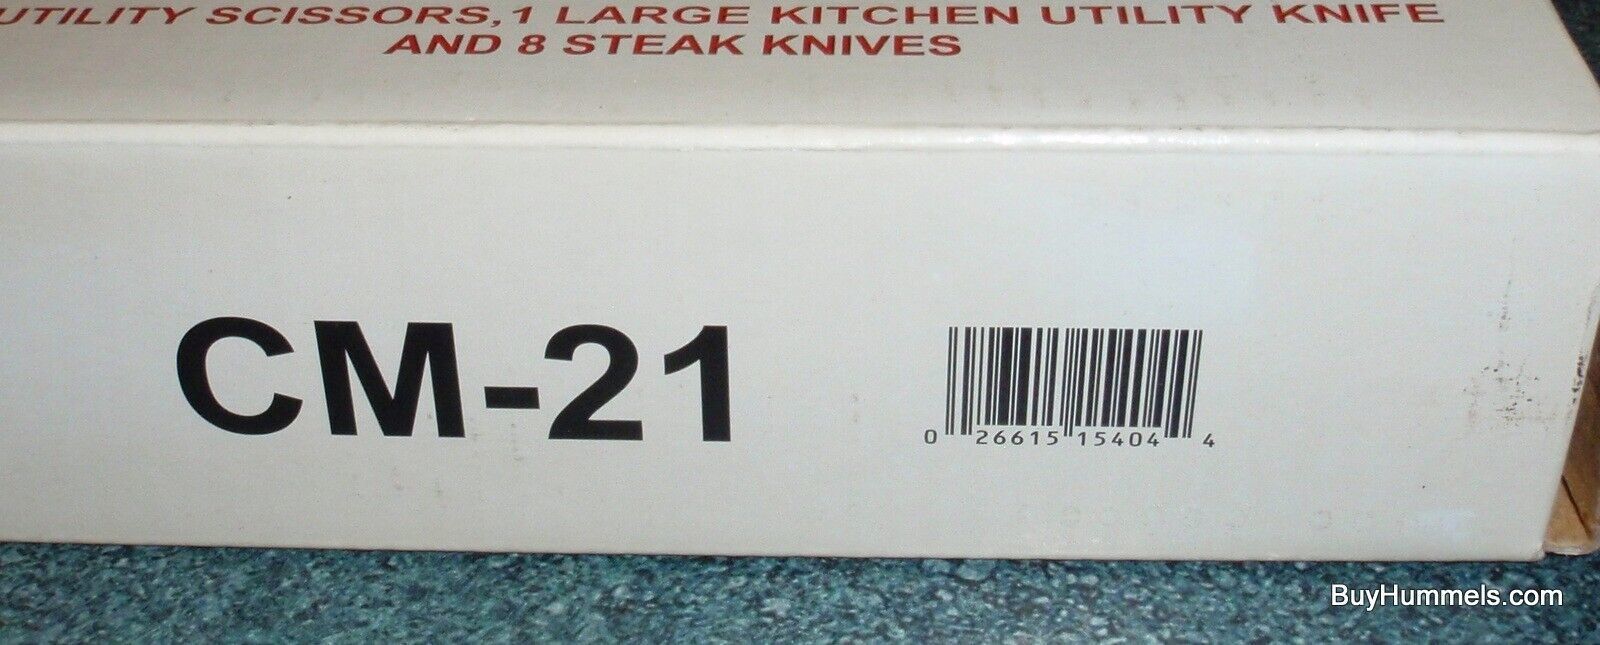 UTILITY SCISSORS, 1 LARGE KITCHEN UTILITY KNIFE
AND 8 STEAK KNIVES
CM-21
0 26615 15404 4
BuyHummels.com